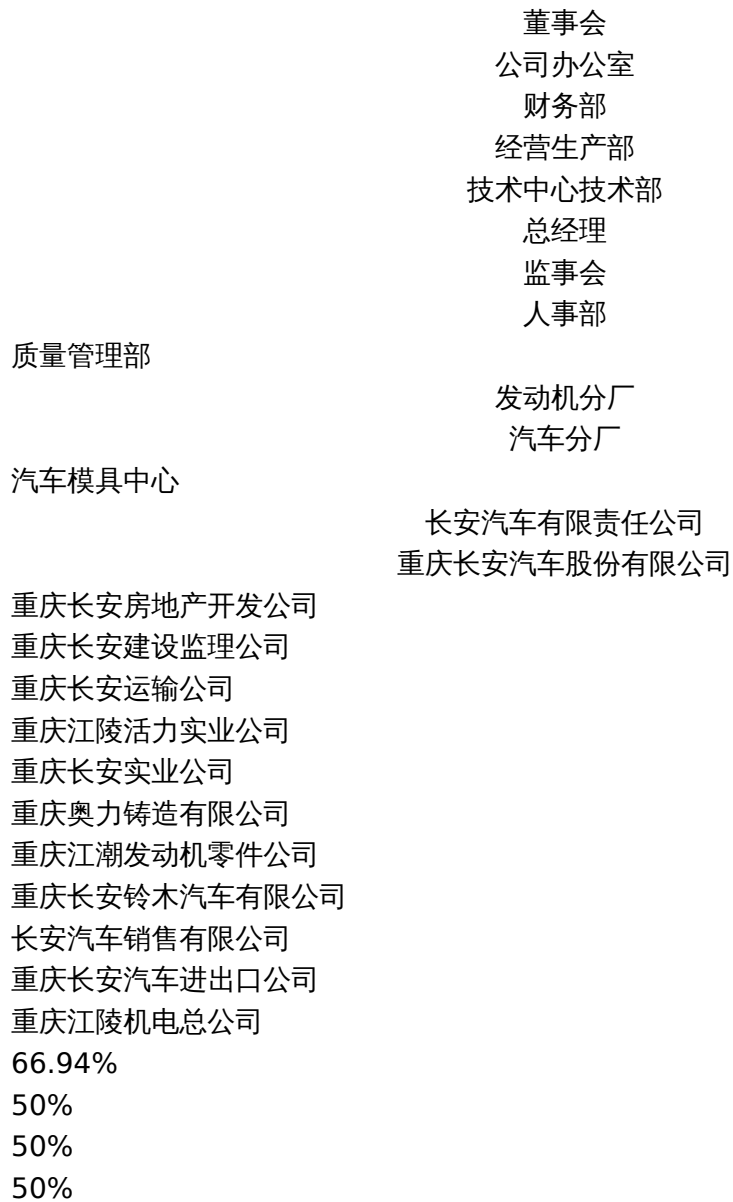 董事会
公司办公室
财务部
经营生产部
技术中心技术部
总经理
监事会
人事部
质量管理部
发动机分厂
汽车分厂
汽车模具中心
长安汽车有限责任公司
重庆长安汽车股份有限公司
重庆长安房地产开发公司
重庆长安建设监理公司
重庆长安运输公司
重庆江陵活力实业公司
重庆长安实业公司
重庆奥力铸造有限公司
重庆江潮发动机零件公司
重庆长安铃木汽车有限公司
长安汽车销售有限公司
重庆长安汽车进出口公司
重庆江陵机电总公司
66.94%
50%
50%
50%